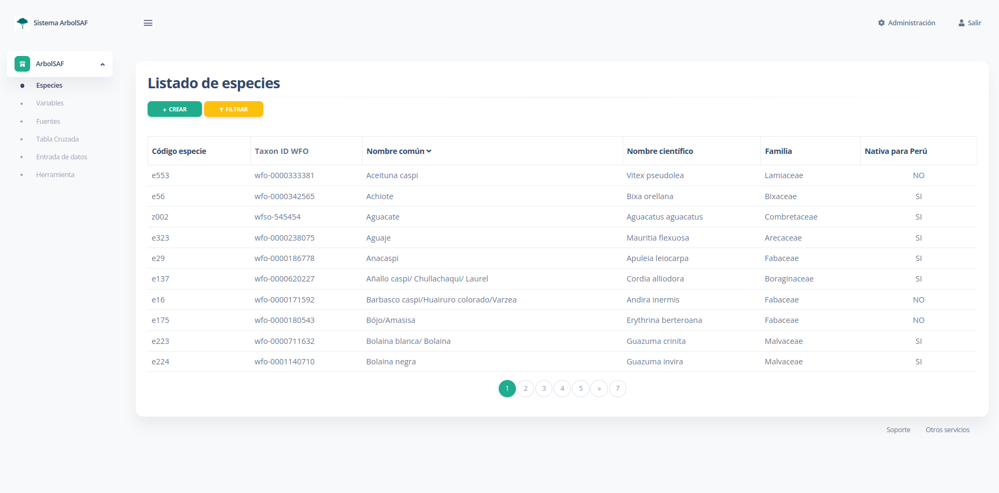 Sistema ArbolSAF
Administración Salir
ArbolSAF
Especies
Variables
Fuentes
Tabla Cruzada
Entrada de datos
Herramienta
Listado de especies
+ CREAR FILTRAR
Código especie Taxon ID WFO Nombre común Nombre científico Familia Nativa para Perú
e553 wfo-0000333381 Aceituna caspi Vitex pseudolea Lamiaceae NO
e56 wfo-0000342565 Achiote Bixa orellana Bixaceae SI
z002 wfso-545454 Aguacate Aguacatus aguacatus Combretaceae SI
e323 wfo-0000238075 Aguaje Mauritia flexuosa Arecaceae SI
e29 wfo-0000186778 Anacaspi Apuleia leiocarpa Fabaceae SI
e137 wfo-0000620227 Añallo caspi/ Chullachaqui/ Laurel Cordia alliodora Boraginaceae SI
e16 wfo-0000171592 Barbasco caspi/Huairuro colorado/Varzea Andira inermis Fabaceae NO
e175 wfo-0000180543 Bójo/Amasisa Erythrina berteroana Fabaceae NO
e223 wfo-0000711632 Bolaina blanca/ Bolaina Guazuma crinita Malvaceae SI
e224 wfo-0001140710 Bolaina negra Guazuma invira Malvaceae SI
1 2 3 4 5 » 7
Soporte Otros servicios